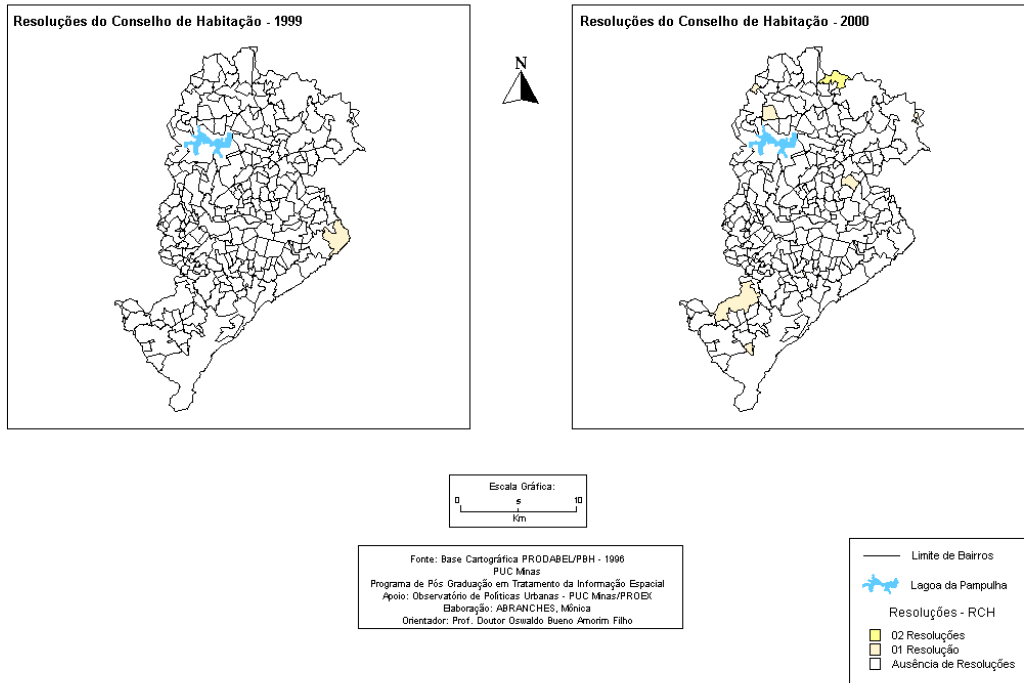 Resoluções do Conselho de Habitação - 1999
Resoluções do Conselho de Habitação - 2000
N
Escala Gráfica:
0 5 10
Km
Fonte: Base Cartográfica PRODABEL/PBH - 1996
PUC Minas
Programa de Pós Graduação em Tratamento da Informação Espacial
Apoio: Observatório de Políticas Urbanas - PUC Minas/PROEX
Elaboração: ABRANCHES, Mônica
Orientador: Prof. Doutor Oswaldo Bueno Amorim Filho
Limite de Bairros
Lagoa da Pampulha
Resoluções - RCH
02 Resoluções
01 Resolução
Ausência de Resoluções